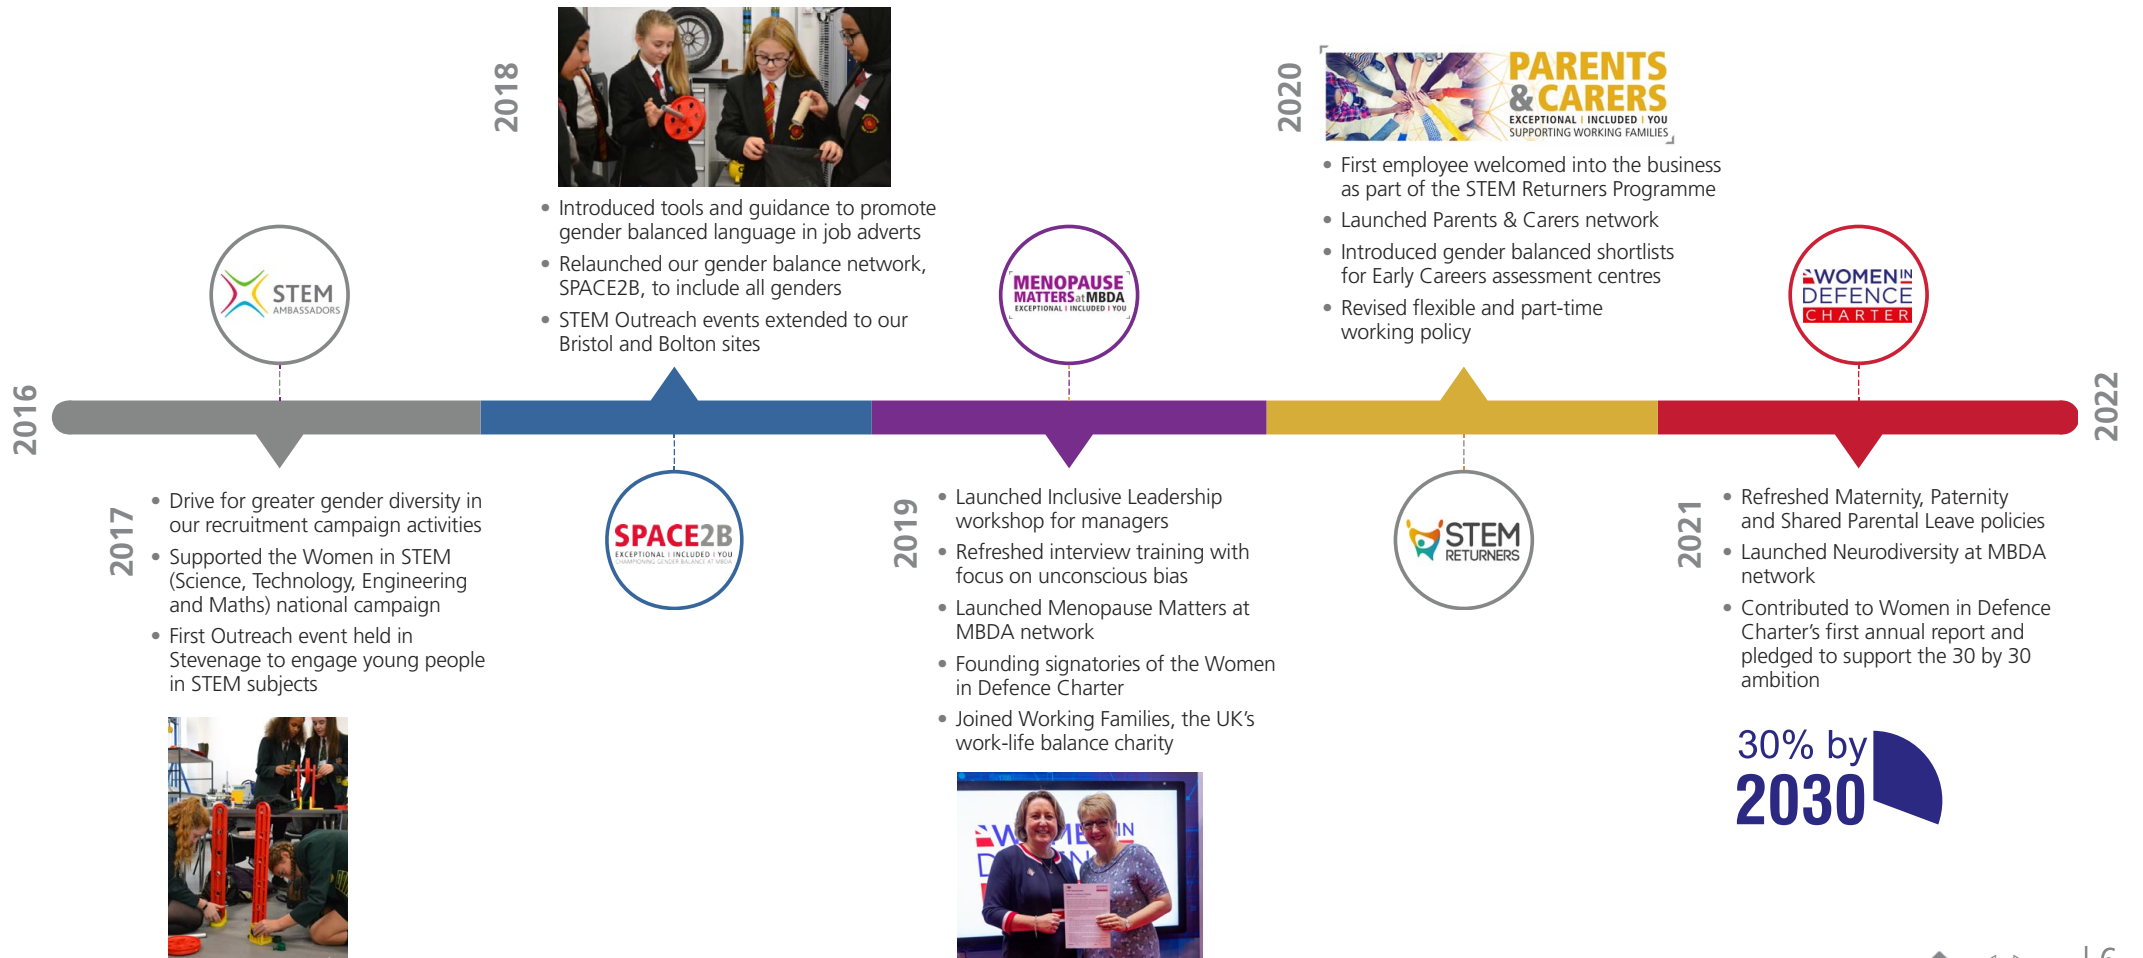 2016
STEM
AMBASSADORS
2017
• Drive for greater gender diversity in
our recruitment campaign activities
• Supported the Women in STEM
(Science, Technology, Engineering
and Maths) national campaign
• First Outreach event held in
Stevenage to engage young people
in STEM subjects
2018
• Introduced tools and guidance to promote
gender balanced language in job adverts
• Relaunched our gender balance network,
SPACE2B, to include all genders
• STEM Outreach events extended to our
Bristol and Bolton sites
SPACE2B
EXCEPTIONAL I INCLUDED I YOU
CHAMPIONING GENDER BALANCE AT MBDA
MENOPAUSE
MATTERS at MBDA
EXCEPTIONAL I INCLUDED I YOU
2019
• Launched Inclusive Leadership
workshop for managers
• Refreshed interview training with
focus on unconscious bias
• Launched Menopause Matters at
MBDA network
• Founding signatories of the Women
in Defence Charter
• Joined Working Families, the UK's
work-life balance charity
2020
PARENTS
& CARERS
EXCEPTIONAL I INCLUDED I YOU
SUPPORTING WORKING FAMILIES
• First employee welcomed into the business
as part of the STEM Returners Programme
• Launched Parents & Carers network
• Introduced gender balanced shortlists
for Early Careers assessment centres
• Revised flexible and part-time
working policy
STEM
RETURNERS
WOMEN IN
DEFENCE
CHARTER
2021
• Refreshed Maternity, Paternity
and Shared Parental Leave policies
• Launched Neurodiversity at MBDA
network
• Contributed to Women in Defence
Charter's first annual report and
pledged to support the 30 by 30
ambition
30% by
2030
2022